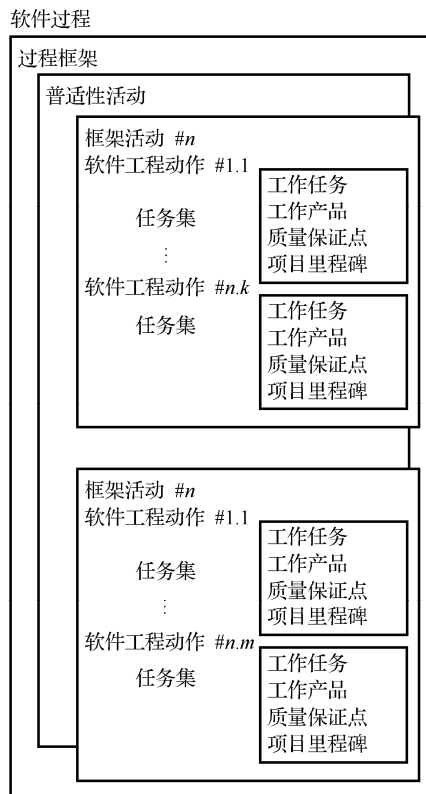 软件过程
过程框架
普适性活动
框架活动 #n
软件工程动作 #1.1
任务集
⋮
软件工程动作 #n.k
任务集
工作任务
工作产品
质量保证点
项目里程碑
工作任务
工作产品
质量保证点
项目里程碑
框架活动 #n
软件工程动作 #1.1
任务集
⋮
软件工程动作 #n.m
任务集
工作任务
工作产品
质量保证点
项目里程碑
工作任务
工作产品
质量保证点
项目里程碑